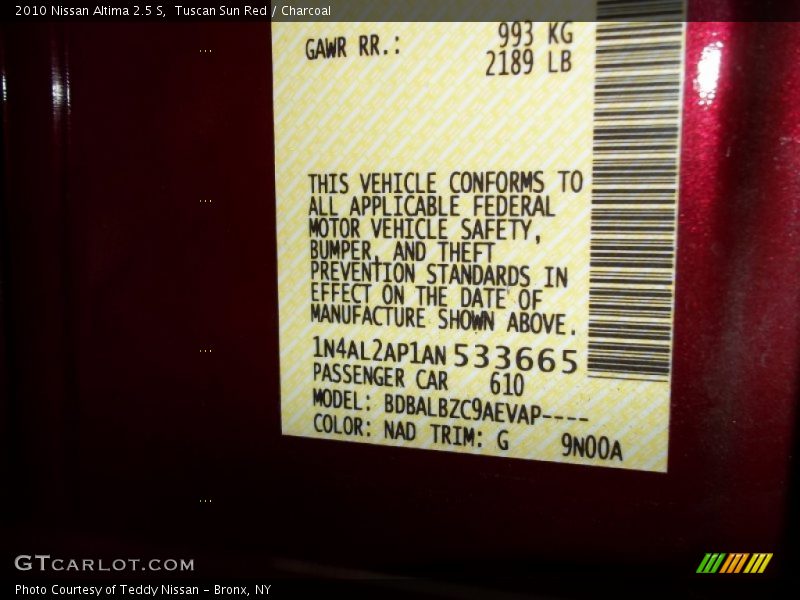 2010 Nissan Altima 2.5 S,  Tuscan Sun Red / Charcoal
GAWR RR.: 993 KG
2189 LB
THIS VEHICLE CONFORMS TO
ALL APPLICABLE FEDERAL
MOTOR VEHICLE SAFETY,
BUMPER, AND THEFT
PREVENTION STANDARDS IN
EFFECT ON THE DATE OF
MANUFACTURE SHOWN ABOVE.
1N4AL2AP1AN533665
PASSENGER CAR 610
MODEL: BDBALBZC9AEVAP----
COLOR: NAD TRIM: G 9N00A
GTCARLOT.COM
Photo Courtesy of Teddy Nissan - Bronx, NY